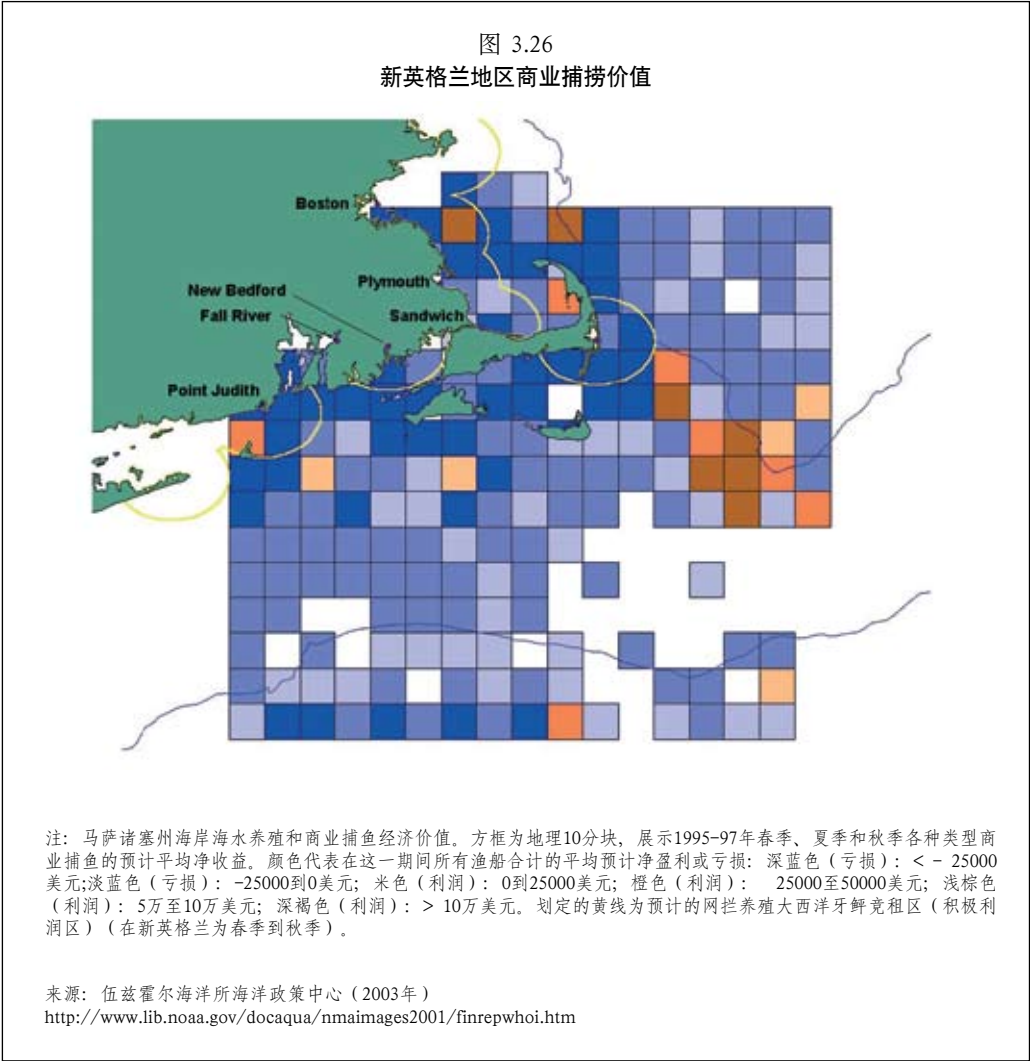 图 3.26
新英格兰地区商业捕捞价值
Boston
Plymouth
New Bedford
Fall River
Sandwich
Point Judith
注：马萨诸塞州海岸海水养殖和商业捕鱼经济价值。方框为地理10分块，展示1995-97年春季、夏季和秋季各种类型商
业捕鱼的预计平均净收益。颜色代表在这一期间所有渔船合计的平均预计净盈利或亏损：深蓝色（亏损）：< - 25000
美元;淡蓝色（亏损）：-25000到0美元；米色（利润）：0到25000美元；橙色（利润）： 25000至50000美元；浅棕色
（利润）：5万至10万美元；深褐色（利润）：> 10万美元。划定的黄线为预计的网拦养殖大西洋牙鲆竞租区（积极利
润区）（在新英格兰为春季到秋季）。
来源：伍兹霍尔海洋所海洋政策中心（2003年）
http://www.lib.noaa.gov/docaqua/nmaimages2001/finrepwhoi.htm